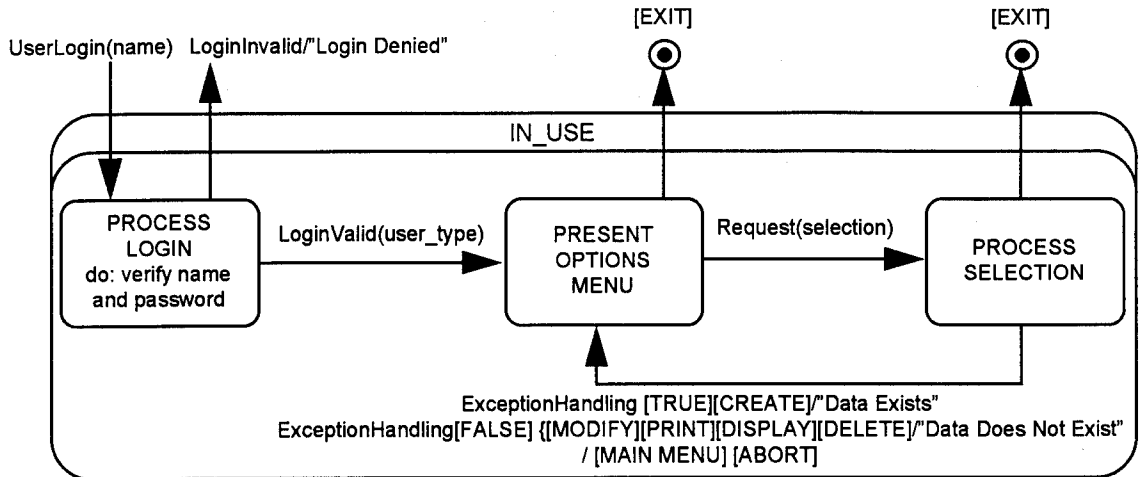 [EXIT]
[EXIT]
UserLogin(name)
LoginInvalid/"Login Denied"
IN_USE
PROCESS
LOGIN
do: verify name
and password
LoginValid(user_type)
PRESENT
OPTIONS
MENU
Request(selection)
PROCESS
SELECTION
ExceptionHandling [TRUE][CREATE]/"Data Exists"
ExceptionHandling[FALSE] {[MODIFY][PRINT][DISPLAY][DELETE]/"Data Does Not Exist"
/ [MAIN MENU] [ABORT]